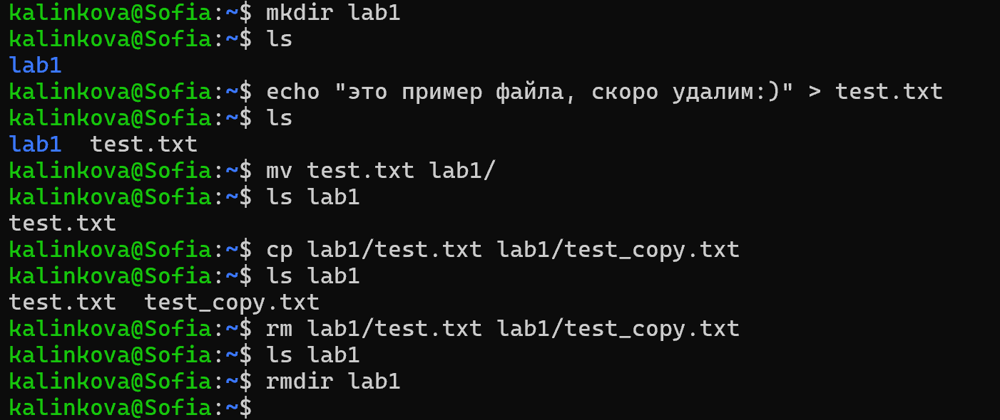 kalinkova@Sofia:~$ mkdir lab1
kalinkova@Sofia:~$ ls
lab1
kalinkova@Sofia:~$ echo "это пример файла, скоро удалим:)" > test.txt
kalinkova@Sofia:~$ ls
lab1  test.txt
kalinkova@Sofia:~$ mv test.txt lab1/
kalinkova@Sofia:~$ ls lab1
test.txt
kalinkova@Sofia:~$ cp lab1/test.txt lab1/test_copy.txt
kalinkova@Sofia:~$ ls lab1
test.txt  test_copy.txt
kalinkova@Sofia:~$ rm lab1/test.txt lab1/test_copy.txt
kalinkova@Sofia:~$ ls lab1
kalinkova@Sofia:~$ rmdir lab1
kalinkova@Sofia:~$